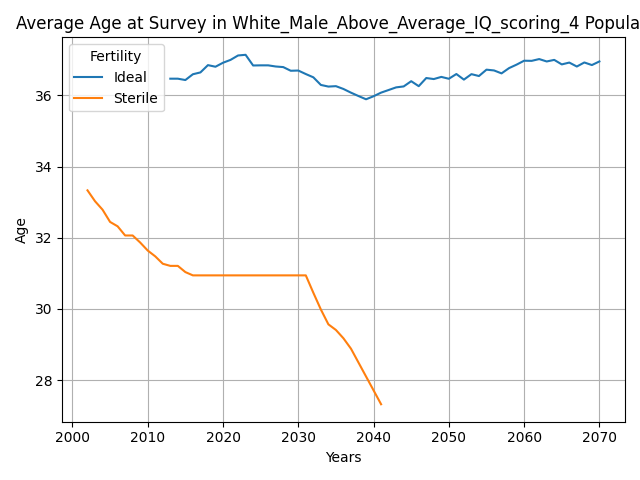 Average Age at Survey in White_Male_Above_Average_IQ_scoring_4 Popula
Fertility
Ideal
Sterile
36
34
32
30
28
Age
2000 2010 2020 2030 2040 2050 2060 2070
Years